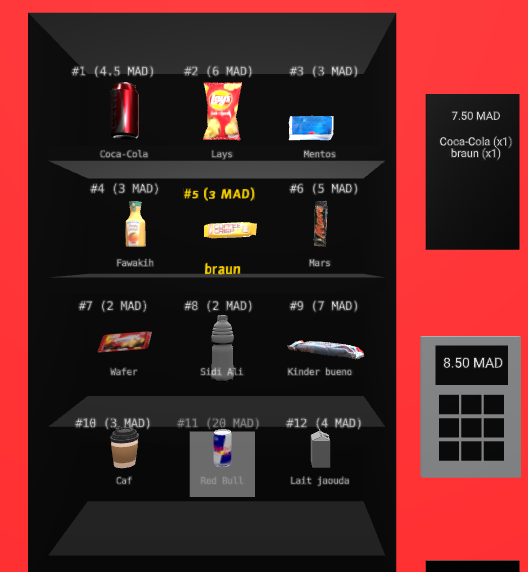 #1 (4.5 MAD) #2 (6 MAD) #3 (3 MAD)
Lays
Coca-Cola Lays Mentos
#4 (3 MAD) #5 (3 MAD) #6 (5 MAD)
Fawakih braun Mars
#7 (2 MAD) #8 (2 MAD) #9 (7 MAD)
Wafer Sidi Ali Kinder bueno
#10 (3 MAD) #11 (20 MAD) #12 (4 MAD)
Caf Red Bull Lait jaouda
7.50 MAD
Coca-Cola (x1)
braun (x1)
8.50 MAD